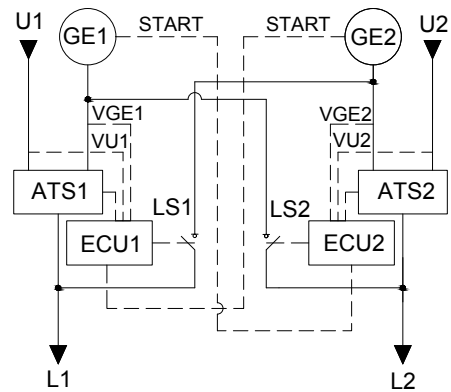 U1
GE1
START
START
GE2
U2
VGE1
VU1
VGE2
VU2
ATS1
ATS2
LS1
LS2
ECU1
ECU2
L1
L2